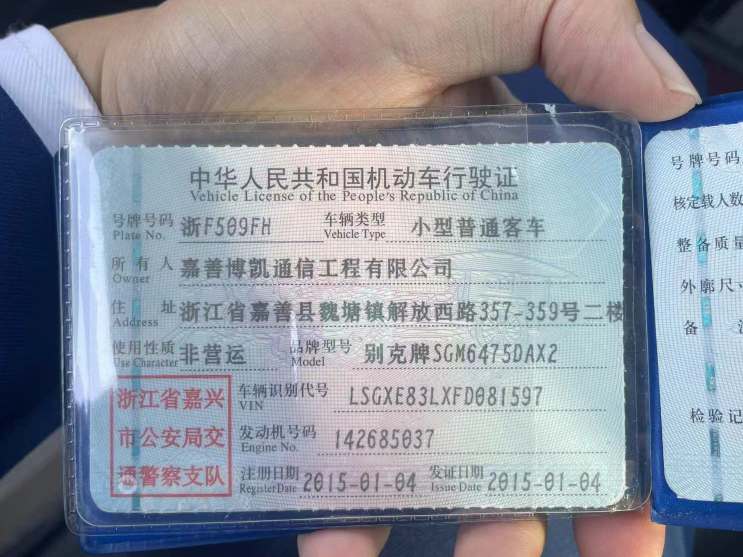 中华人民共和国机动车行驶证
Vehicle License of the People's Republic of China
号牌号码 浙F509FH 车辆类型 小型普通客车
Plate No. Vehicle Type
所有人 嘉善博凯通信工程有限公司
Owner
住址 浙江省嘉善县魏塘镇解放西路357-359号二楼
Address
使用性质 非营运 品牌型号 别克牌SGM6475DAX2
Use Character Model
浙江省嘉兴
市公安局交
通警察支队
车辆识别代号 LSGXE83LXFD081597
VIN
发动机号码 142685037
Engine No.
注册日期 2015-01-04 发证日期 2015-01-04
Register Date Issue Date
号牌号码
核定载人数
整备质量
外廓尺寸
备
检验记